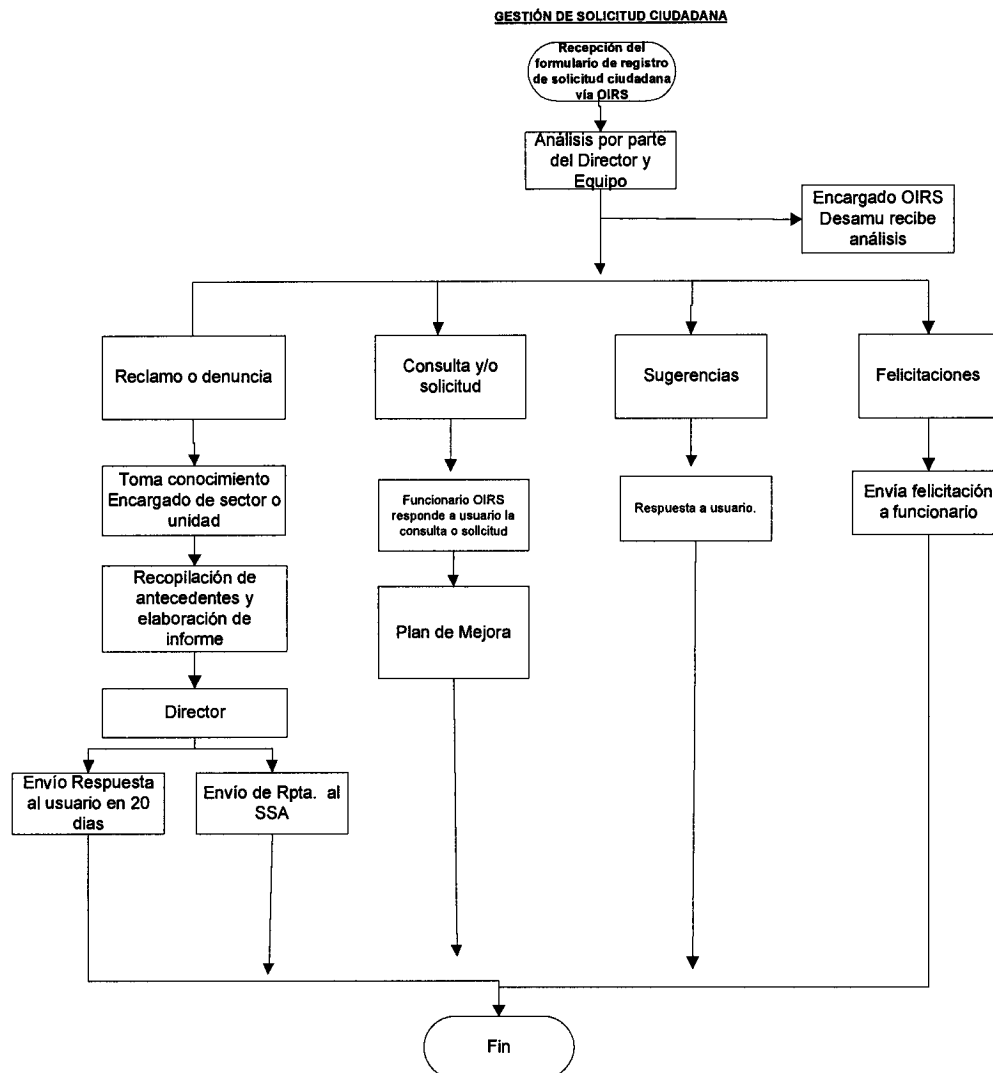 GESTIÓN DE SOLICITUD CIUDADANA
Recepción del
formulario de registro
de solicitud ciudadana
vía OIRS
Análisis por parte
del Director y
Equipo
Encargado OIRS
Desamu recibe
análisis
Reclamo o denuncia
Consulta y/o
solicitud
Sugerencias
Felicitaciones
Toma conocimiento
Encargado de sector o
unidad
Funcionario OIRS
responde a usuario la
consulta o solicitud
Respuesta a usuario.
Envía felicitación
a funcionario
Recopilación de
antecedentes y
elaboración de
informe
Plan de Mejora
Director
Envío Respuesta
al usuario en 20
dias
Envío de Rpta. al
SSA
Fin